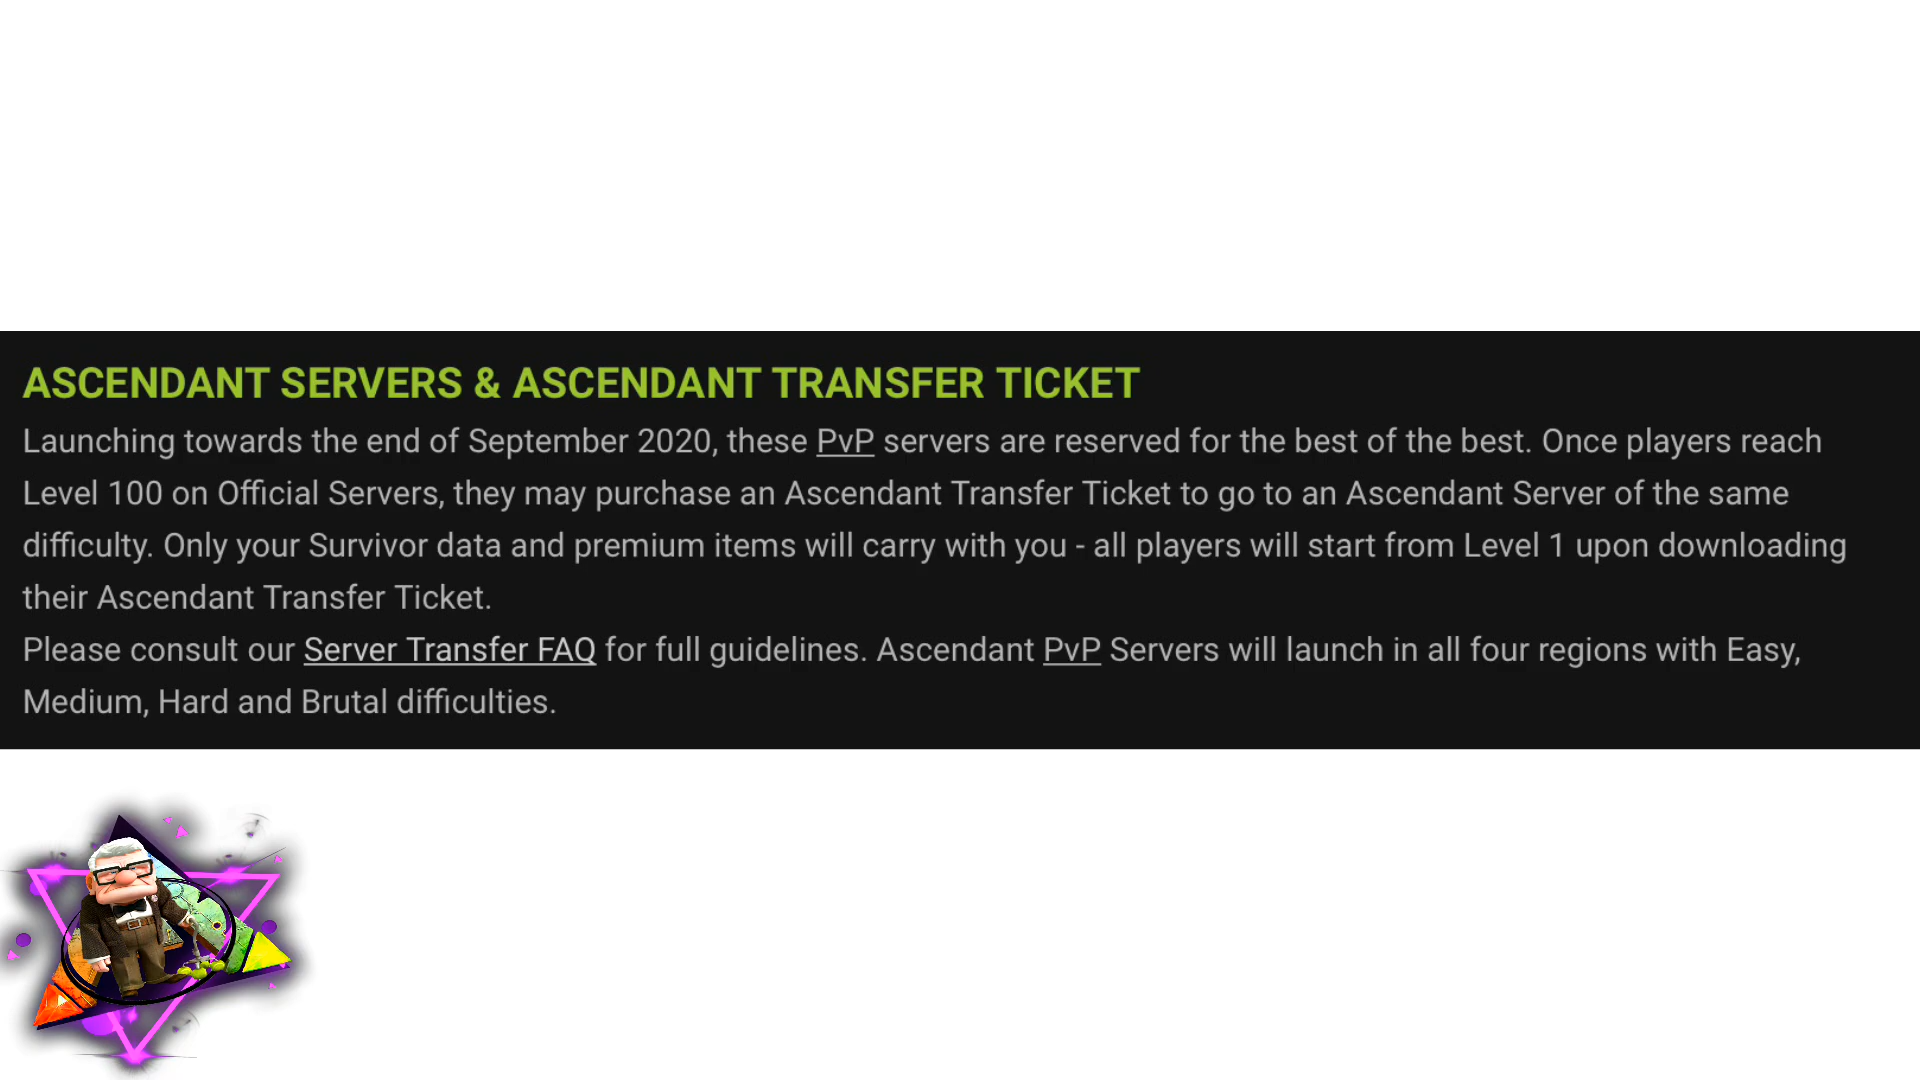 ASCENDANT SERVERS & ASCENDANT TRANSFER TICKET
Launching towards the end of September 2020, these PvP servers are reserved for the best of the best. Once players reach
Level 100 on Official Servers, they may purchase an Ascendant Transfer Ticket to go to an Ascendant Server of the same
difficulty. Only your Survivor data and premium items will carry with you - all players will start from Level 1 upon downloading
their Ascendant Transfer Ticket.
Please consult our Server Transfer FAQ for full guidelines. Ascendant PvP Servers will launch in all four regions with Easy,
Medium, Hard and Brutal difficulties.